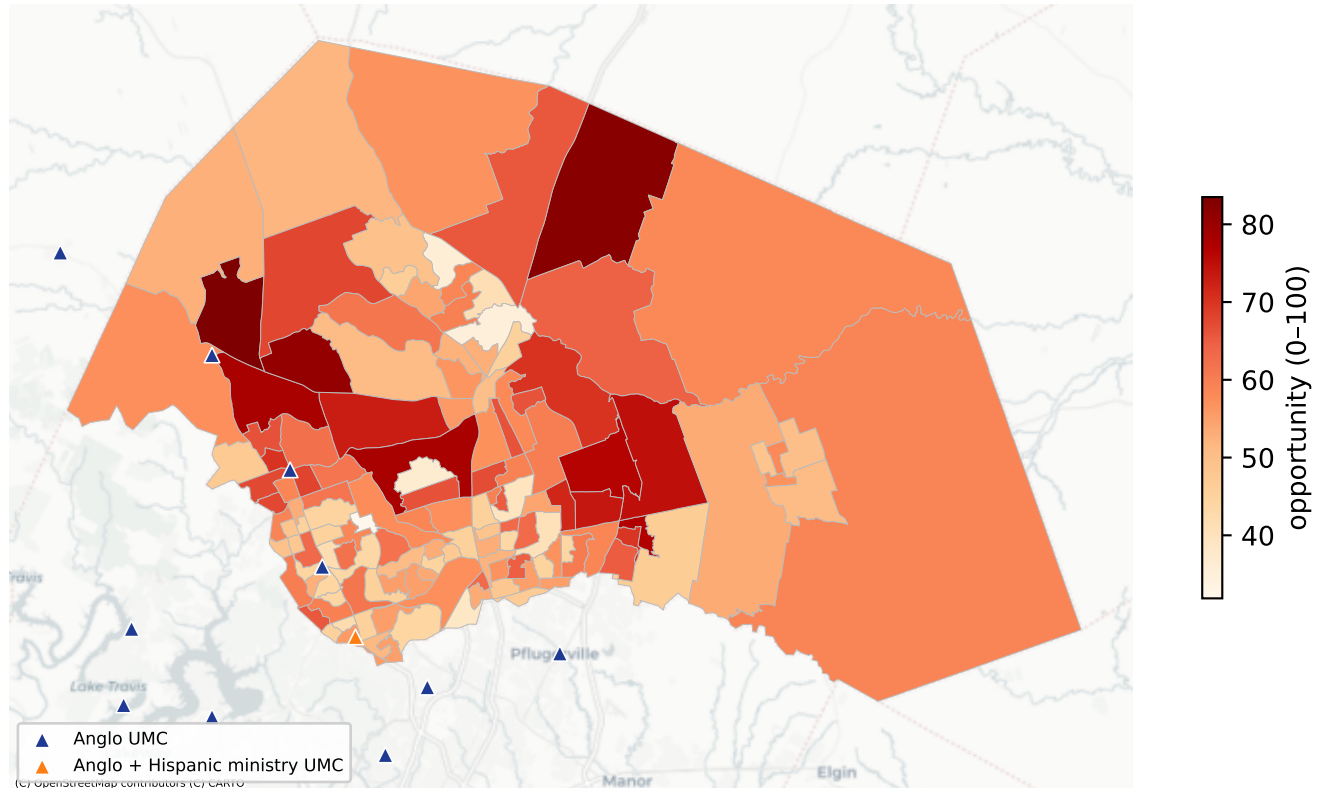 80
70
60
50
40
opportunity (0–100)
Pflugerville
Lake Travis
Anglo UMC
Anglo + Hispanic ministry UMC
Manor
Elgin
(C) OpenStreetMap contributors (C) CARTO